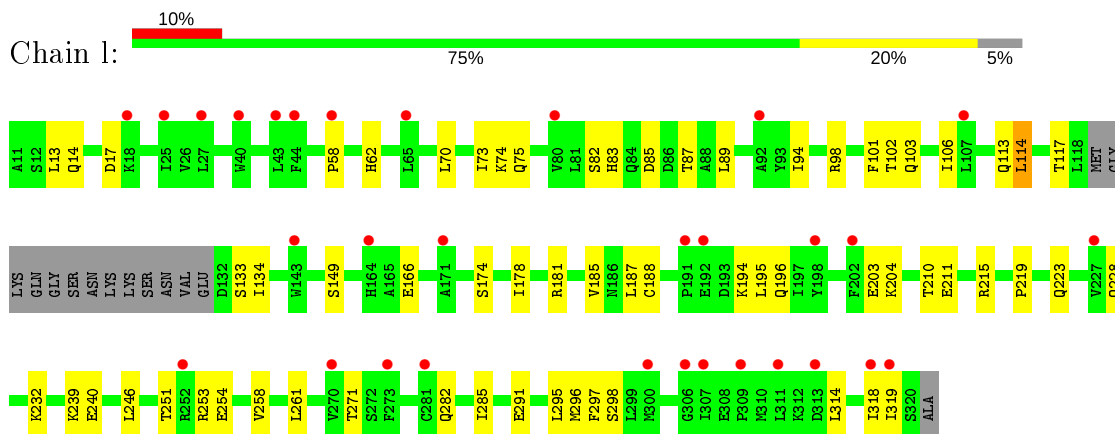 10%
Chain l:
75% 20% 5%
A11 S12 L13 Q14 D17 K18 I25 V26 L27 W40 L43 F44 P58 H62 L65 L70 I73 K74 Q75 V80 L81 S82 H83 Q84 D85 D86 T87 A88 L89 A92 Y93 I94 R98 F101 T102 Q103 I106 L107 Q113 L114 T117 L118 MET GLY
LYS GLN GLY SER ASN LYS LYS SER ASN VAL GLU D132 S133 I134 W143 S149 H164 A165 E166 A171 S174 I178 R181 V185 N186 L187 C188 P191 E192 D193 K194 L195 Q196 I197 Y198 F202 E203 K204 T210 E211 R215 P219 Q223 V227
K232 K239 E240 L246 T251 R252 R253 E254 V258 L261 V270 T271 S272 P273 C281 Q282 I285 E291 L295 M296 F297 S298 L299 M300 G306 I307 E308 P309 M310 L311 K312 D313 L314 I318 I319 S320 ALA